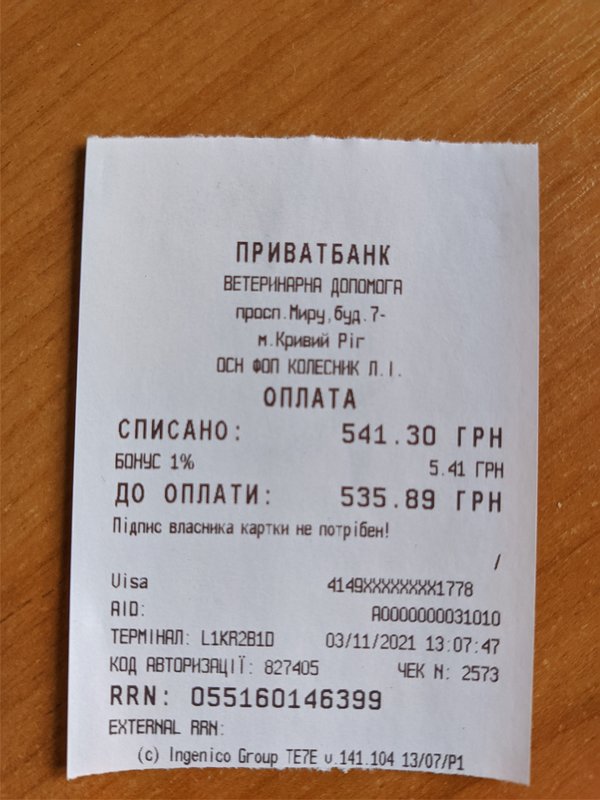 ПРИВАТБАНК
ВЕТЕРИНАРНА ДОПОМОГА
просп.Миру,буд.7-
м.Кривий Ріг
ОСН ФОП КОЛЕСНИК Л.І.
ОПЛАТА
СПИСАНО: 541.30 ГРН
БОНУС 1% 5.41 ГРН
ДО ОПЛАТИ: 535.89 ГРН
Підпис власника картки не потрібен!
/
Visa 4149XXXXXXXX1778
AID: A0000000031010
ТЕРМІНАЛ: L1KR2B1D 03/11/2021 13:07:47
КОД АВТОРИЗАЦІЇ: 827405 ЧЕК N: 2573
RRN: 055160146399
EXTERNAL RRN:
(c) Ingenico Group TE7E v.141.104 13/07/P1